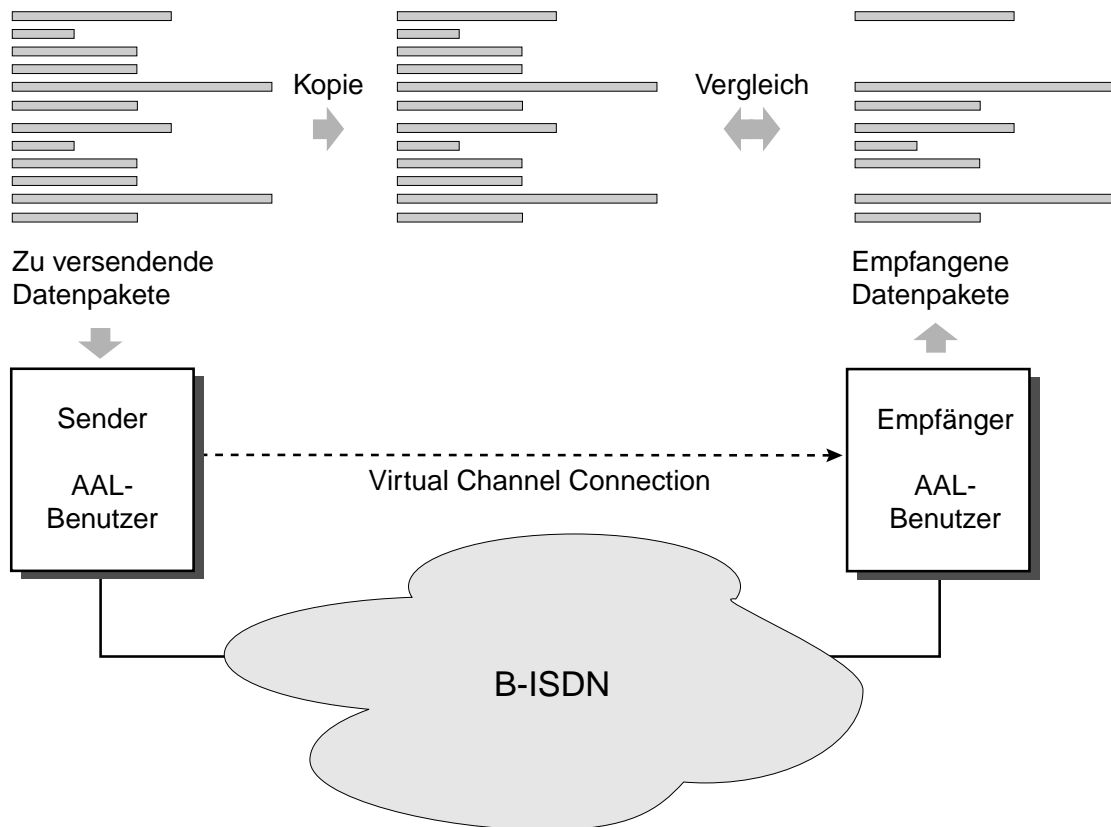 Kopie
Vergleich
Zu versendende
Datenpakete
Empfangene
Datenpakete
Sender
AAL-
Benutzer
Virtual Channel Connection
Empfänger
AAL-
Benutzer
B-ISDN